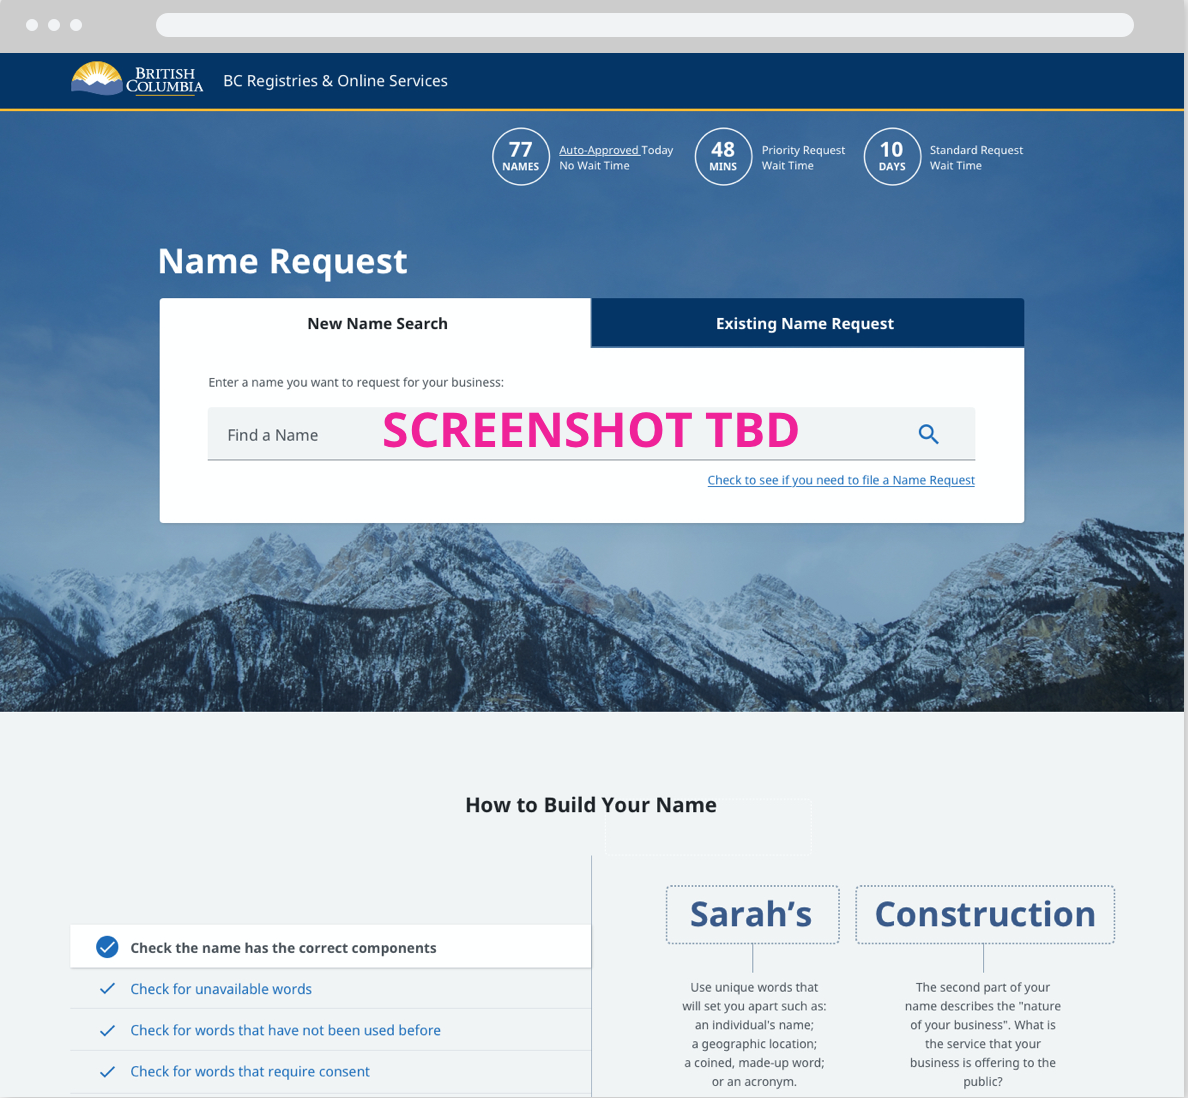 BRITISH
COLUMBIA
BC Registries & Online Services
77
NAMES
Auto-Approved Today
No Wait Time
48
MINS
Priority Request
Wait Time
10
DAYS
Standard Request
Wait Time
Name Request
New Name Search
Existing Name Request
Enter a name you want to request for your business:
Find a Name
SCREENSHOT TBD
Check to see if you need to file a Name Request
How to Build Your Name
Check the name has the correct components
Check for unavailable words
Check for words that have not been used before
Check for words that require consent
Sarah's
Use unique words that
will set you apart such as:
an individual's name;
a geographic location;
a coined, made-up word;
or an acronym.
Construction
The second part of your
name describes the "nature
of your business". What is
the service that your
business is offering to the
public?